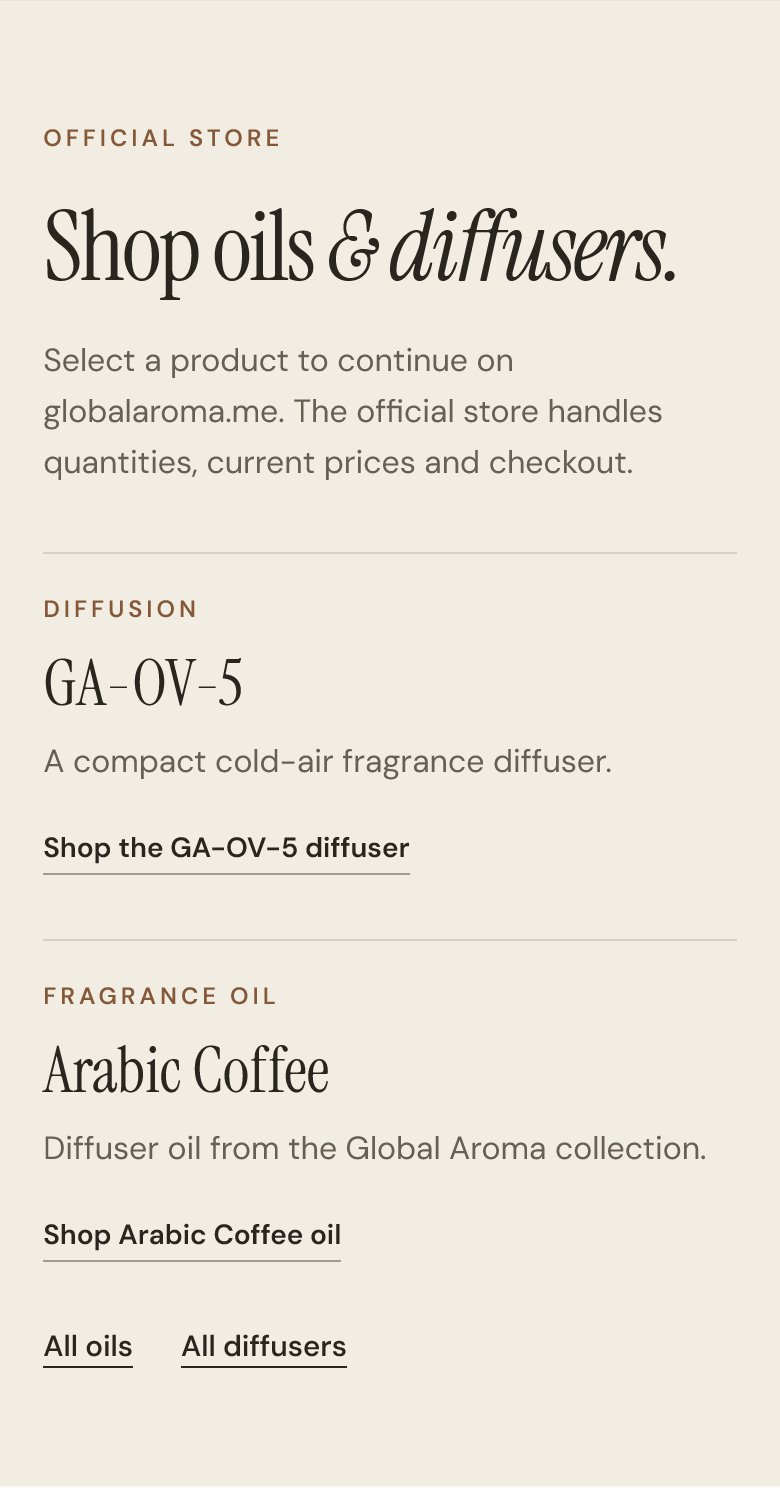 OFFICIAL STORE
Shop oils & diffusers.
Select a product to continue on
globalaroma.me. The official store handles
quantities, current prices and checkout.
DIFFUSION
GA-OV-5
A compact cold-air fragrance diffuser.
Shop the GA-OV-5 diffuser
FRAGRANCE OIL
Arabic Coffee
Diffuser oil from the Global Aroma collection.
Shop Arabic Coffee oil
All oils All diffusers